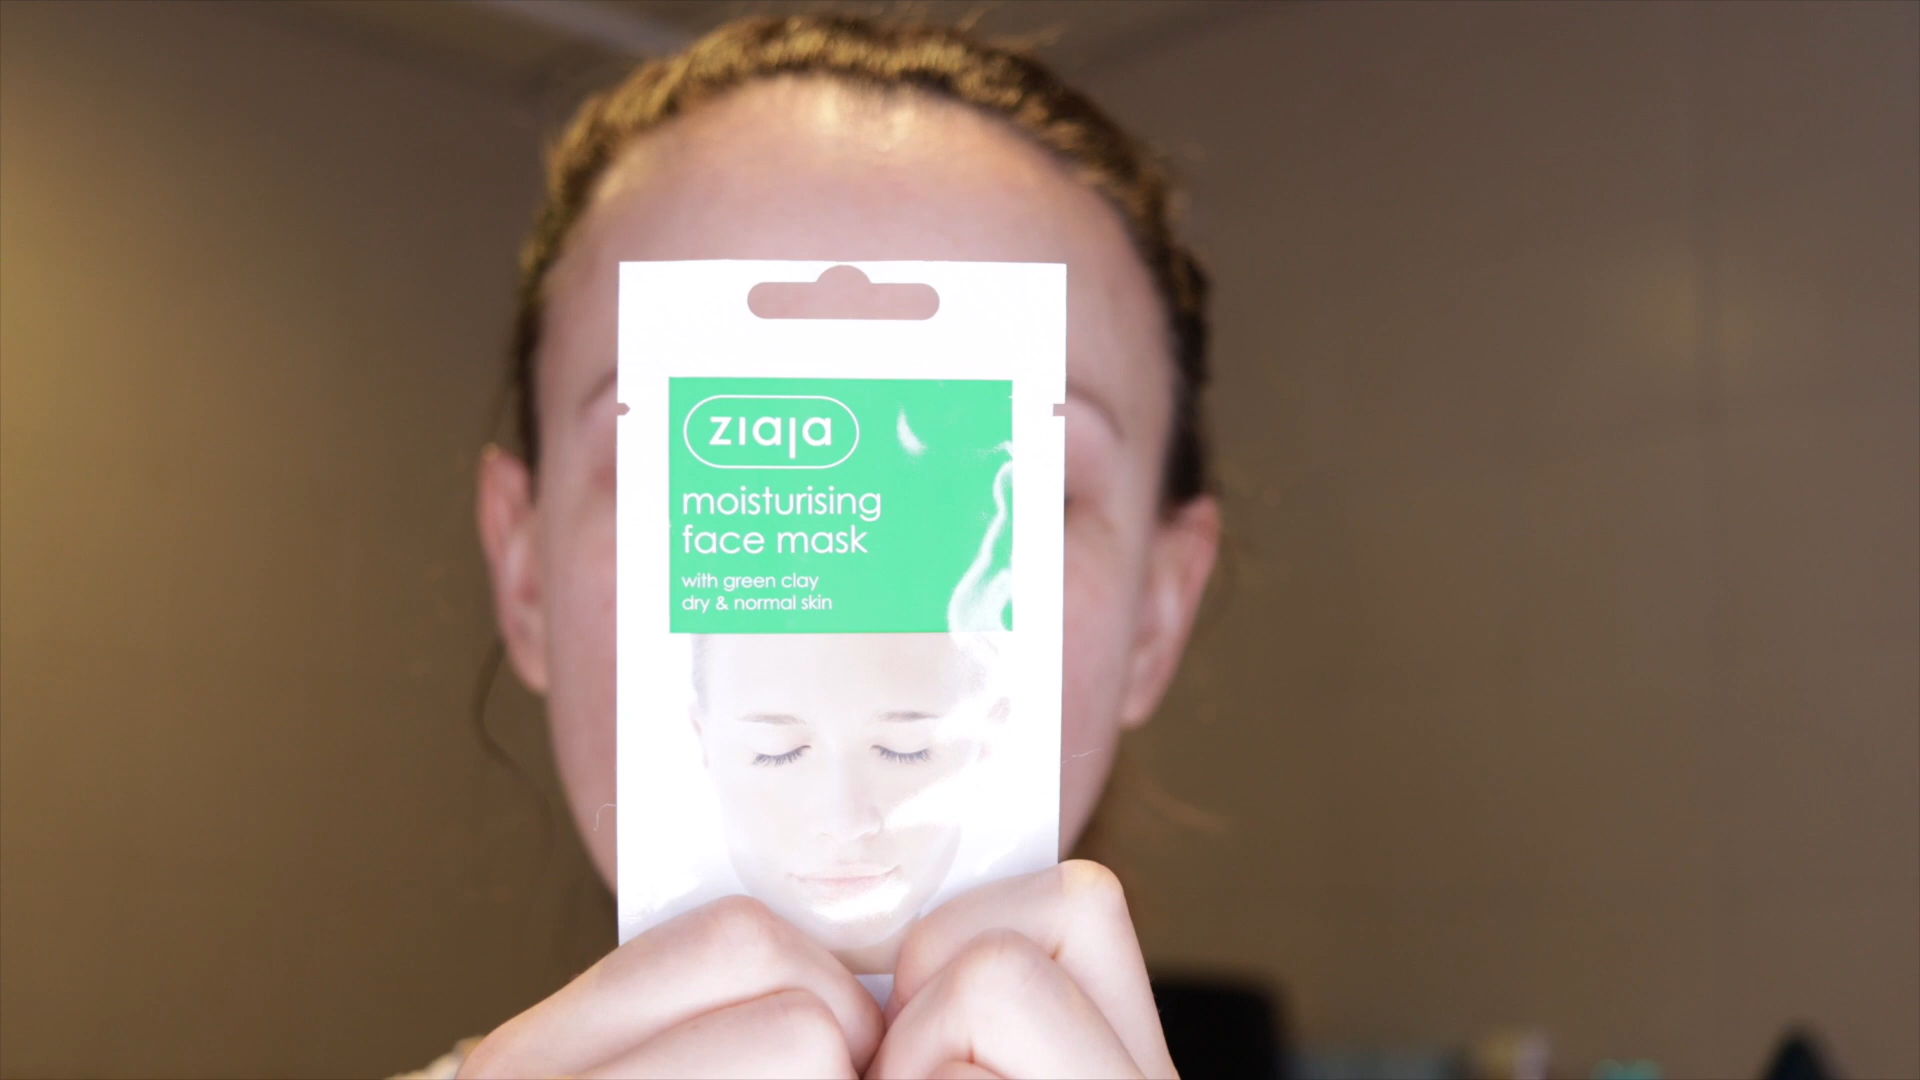 ziaja
moisturising
face mask
with green clay
dry & normal skin